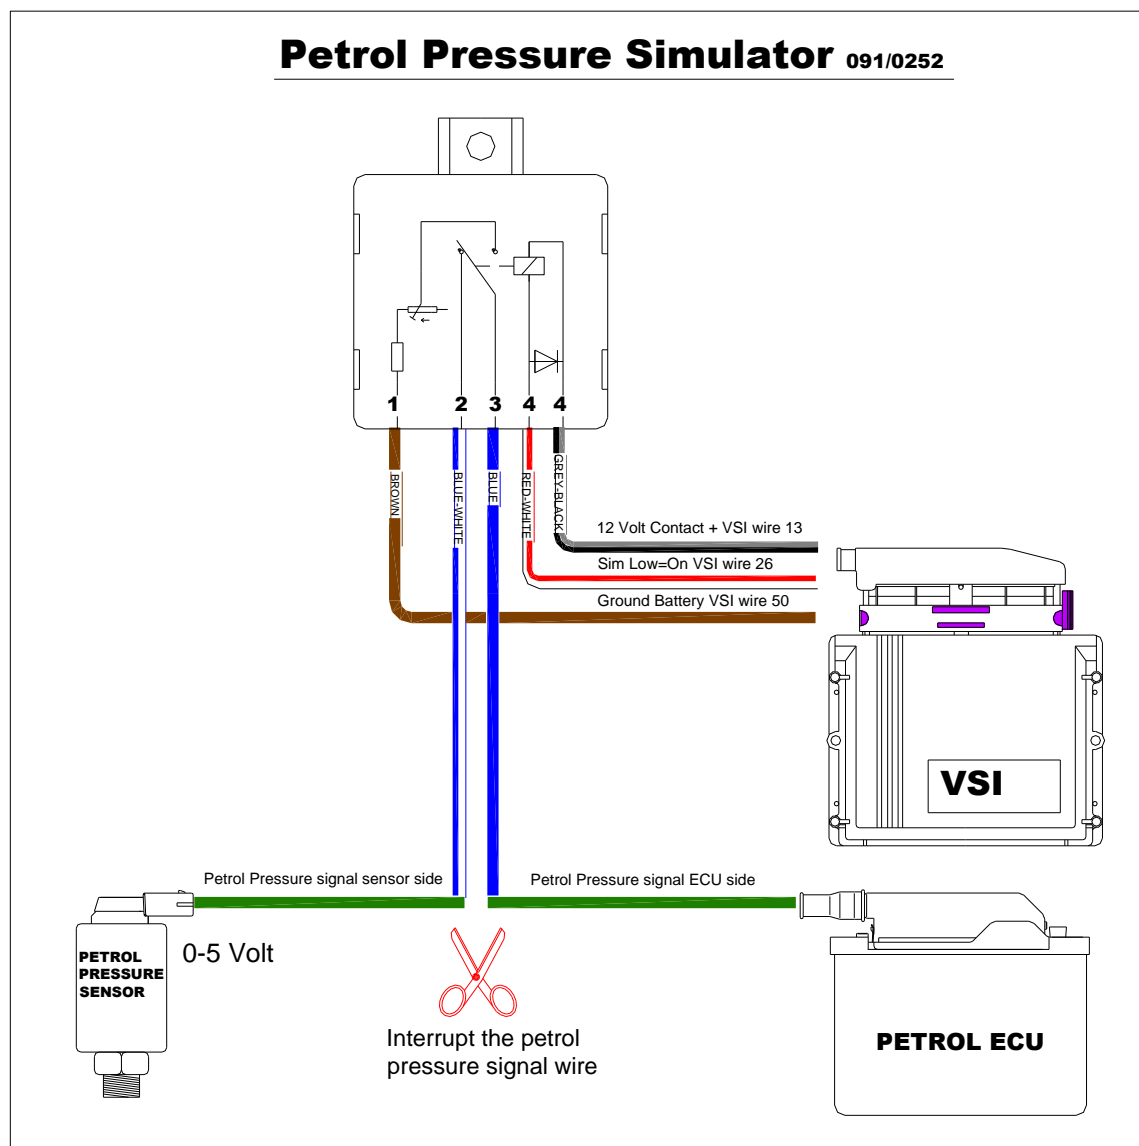 Petrol Pressure Simulator 091/0252
1 2 3 4 4
BROWN
BLUE-WHITE
BLUE
RED-WHITE
GREY-BLACK
12 Volt Contact + VSI wire 13
Sim Low=On VSI wire 26
Ground Battery VSI wire 50
VSI
Petrol Pressure signal sensor side
Petrol Pressure signal ECU side
PETROL
PRESSURE
SENSOR
0-5 Volt
Interrupt the petrol
pressure signal wire
PETROL ECU